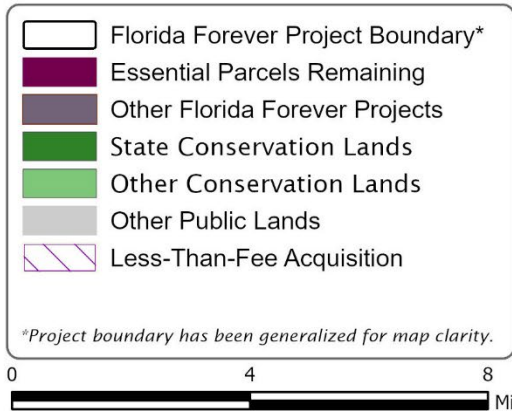 Florida Forever Project Boundary*
Essential Parcels Remaining
Other Florida Forever Projects
State Conservation Lands
Other Conservation Lands
Other Public Lands
Less-Than-Fee Acquisition
*Project boundary has been generalized for map clarity.
0 4 8
Mi